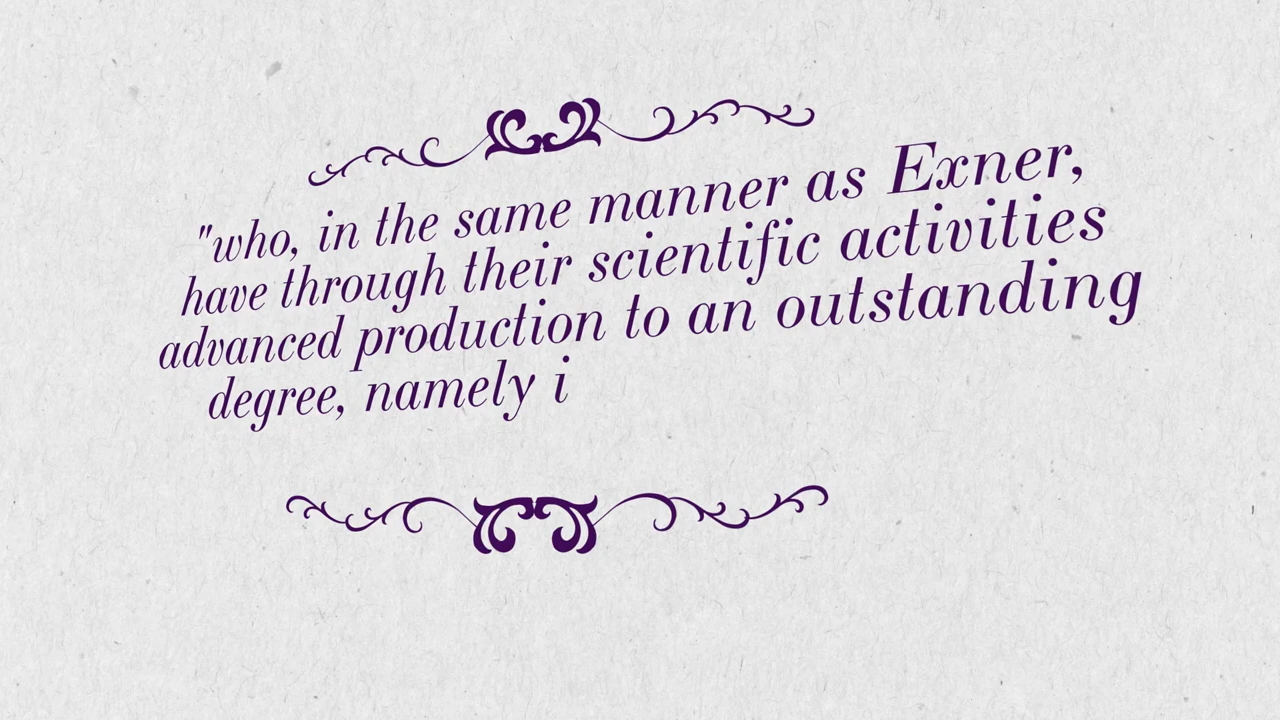 "who, in the same manner as Exner,
have through their scientific activities
advanced production to an outstanding
degree, namely i